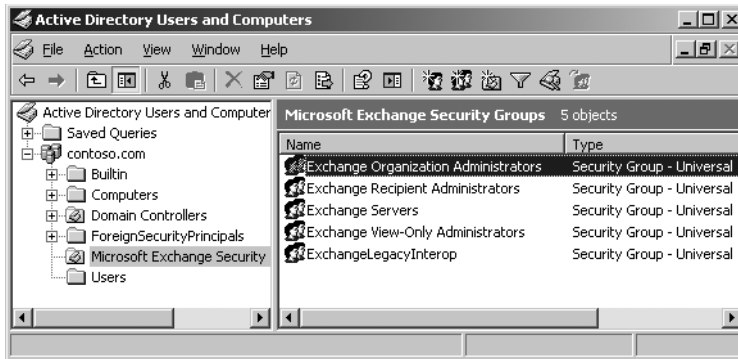 Active Directory Users and Computers
File Action View Window Help
Active Directory Users and Computer
Saved Queries
contoso.com
Builtin
Computers
Domain Controllers
ForeignSecurityPrincipals
Microsoft Exchange Security
Users
Microsoft Exchange Security Groups 5 objects
Name Type
Exchange Organization Administrators Security Group - Universal
Exchange Recipient Administrators Security Group - Universal
Exchange Servers Security Group - Universal
Exchange View-Only Administrators Security Group - Universal
ExchangeLegacyInterop Security Group - Universal